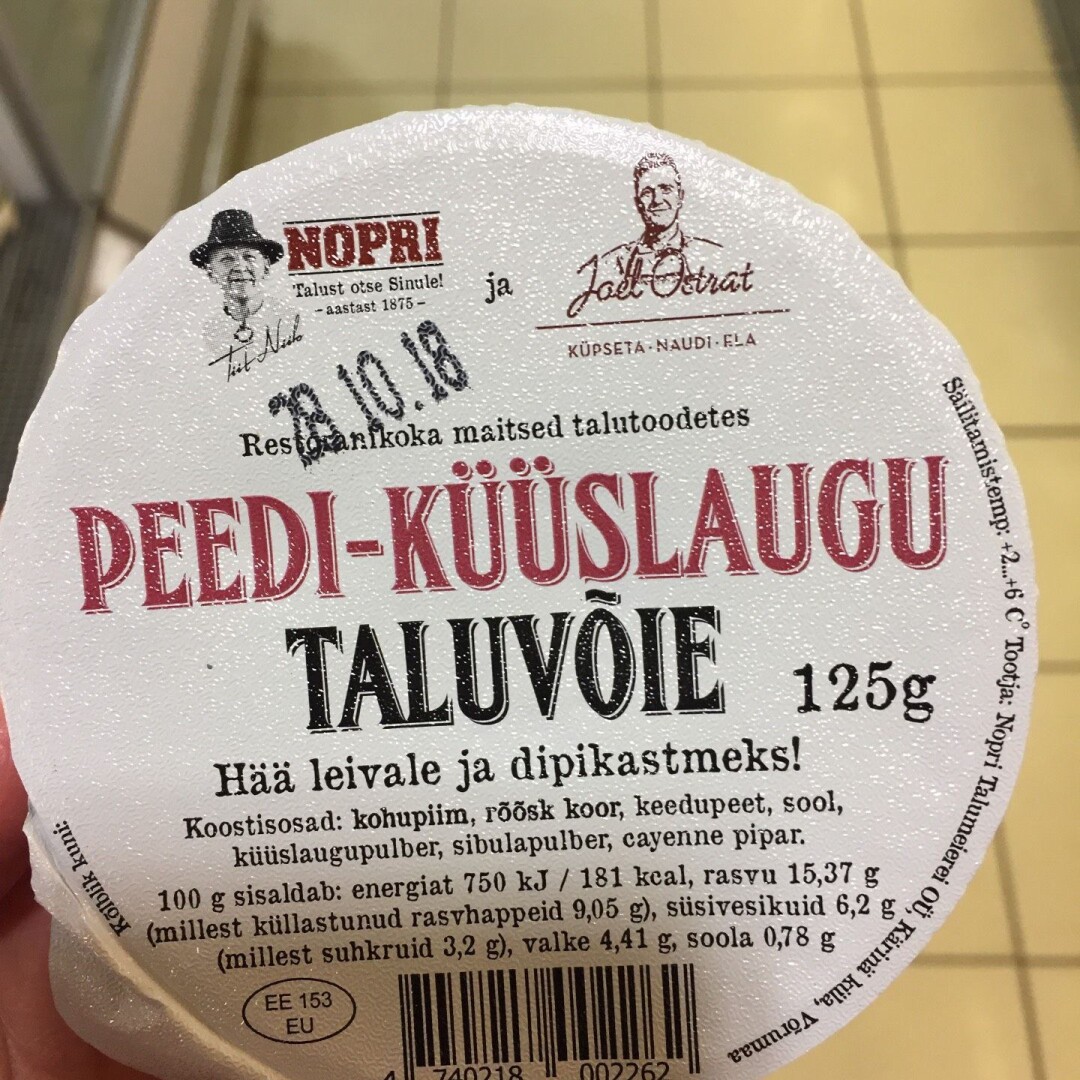 NOPRI
Talust otse Sinule!
- aastast 1875 -
ja
Joël Ostrat
KÜPSETA · NAUDI · ELA
28.10.18
Restoranikoka maitsed talutoodetes
PEEDI-KÜÜSLAUGU
TALUVÕIE
125g
Hää leivale ja dipikastmeks!
Koostisosad: kohupiim, rõõsk koor, keedupeet, sool,
küüslaugupulber, sibulapulber, cayenne pipar.
100 g sisaldab: energiat 750 kJ / 181 kcal, rasvu 15,37 g
(millest küllastunud rasvhappeid 9,05 g), süsivesikuid 6,2 g
(millest suhkruid 3,2 g), valke 4,41 g, soola 0,78 g
EE 153
EU
4 740218 002262
Kõlblik kuni:
Säilitamistemp: +2...+6 C° Tootja: Nopri Talumeierei OÜ, Kärinä küla, Võrumaa